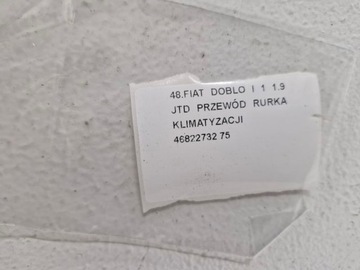 48.FIAT DOBLO I 1 1.9
JTD PRZEWÓD RURKA
KLIMATYZACJI
46822732 75